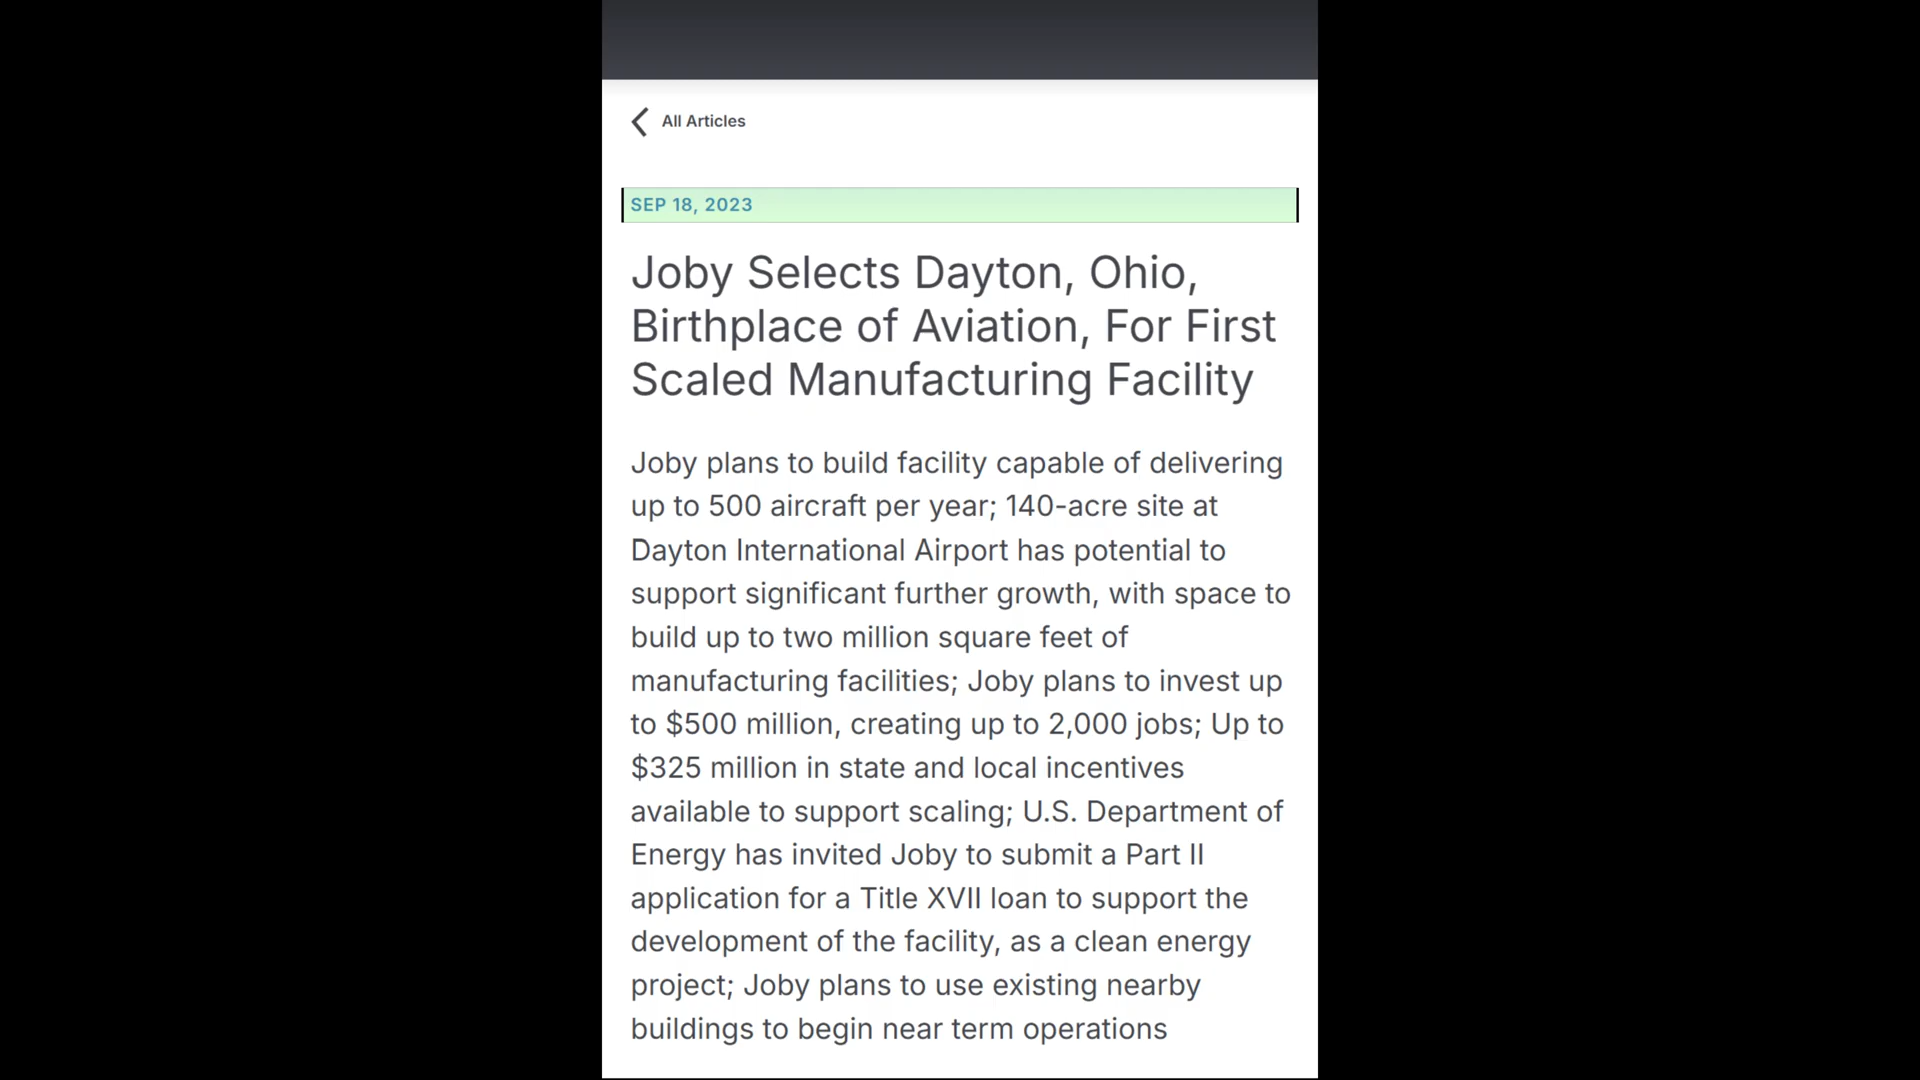 All Articles
SEP 18, 2023
Joby Selects Dayton, Ohio,
Birthplace of Aviation, For First
Scaled Manufacturing Facility
Joby plans to build facility capable of delivering
up to 500 aircraft per year; 140-acre site at
Dayton International Airport has potential to
support significant further growth, with space to
build up to two million square feet of
manufacturing facilities; Joby plans to invest up
to $500 million, creating up to 2,000 jobs; Up to
$325 million in state and local incentives
available to support scaling; U.S. Department of
Energy has invited Joby to submit a Part II
application for a Title XVII loan to support the
development of the facility, as a clean energy
project; Joby plans to use existing nearby
buildings to begin near term operations